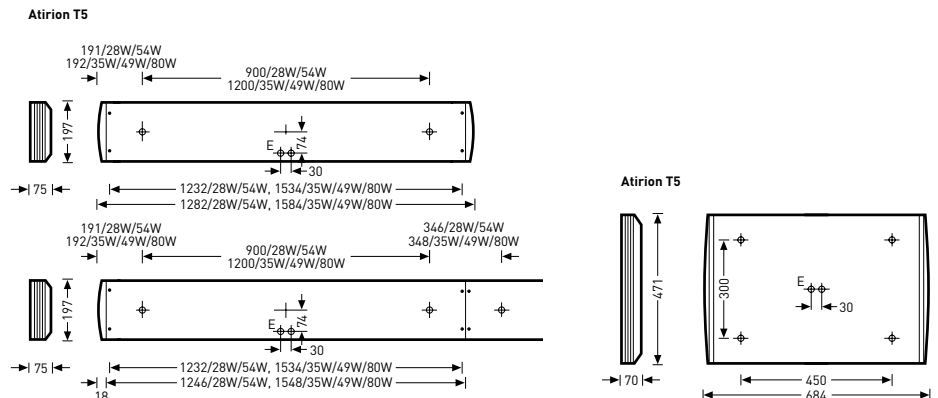 Atirion T5
191/28W/54W
192/35W/49W/80W
900/28W/54W
1200/35W/49W/80W
197
E
74
30
75
1232/28W/54W, 1534/35W/49W/80W
1282/28W/54W, 1584/35W/49W/80W
191/28W/54W
192/35W/49W/80W
900/28W/54W
1200/35W/49W/80W
346/28W/54W
348/35W/49W/80W
197
E
74
30
75
1232/28W/54W, 1534/35W/49W/80W
1246/28W/54W, 1548/35W/49W/80W
18
Atirion T5
471
300
E
30
70
450
684